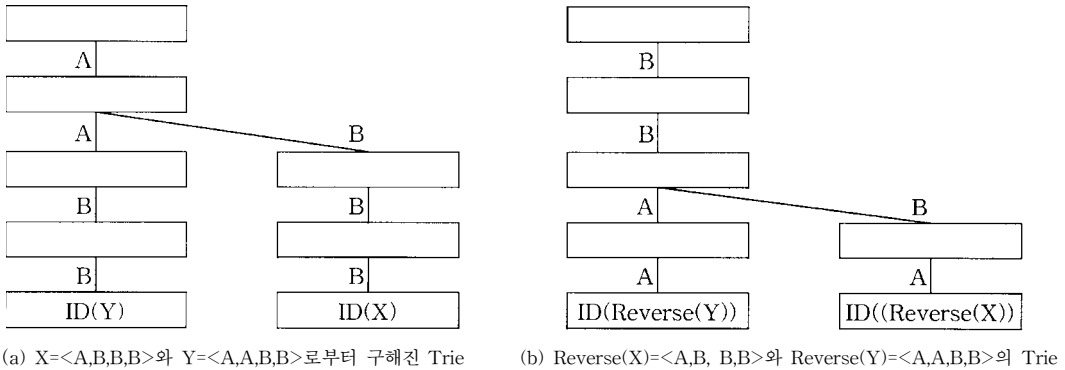 A
B
A
B
B
B
A
B
B
B
B
B
A
A
ID(Y)
ID(X)
ID(Reverse(Y))
ID((Reverse(X))
(a) X=<A,B,B,B>와 Y=<A,A,B,B>로부터 구해진 Trie
(b) Reverse(X)=<A,B, B,B>와 Reverse(Y)=<A,A,B,B>의 Trie